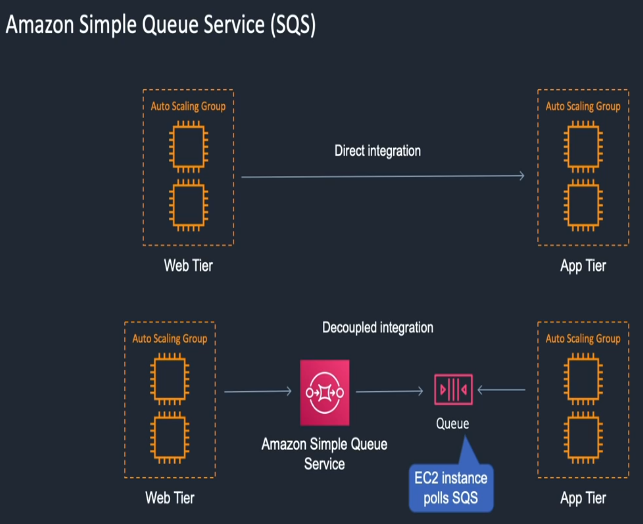 Amazon Simple Queue Service (SQS)
Auto Scaling Group
Auto Scaling Group
Direct integration
Web Tier
App Tier
Decoupled integration
Auto Scaling Group
Auto Scaling Group
Queue
Amazon Simple Queue
Service
EC2 instance
polls SQS
Web Tier
App Tier